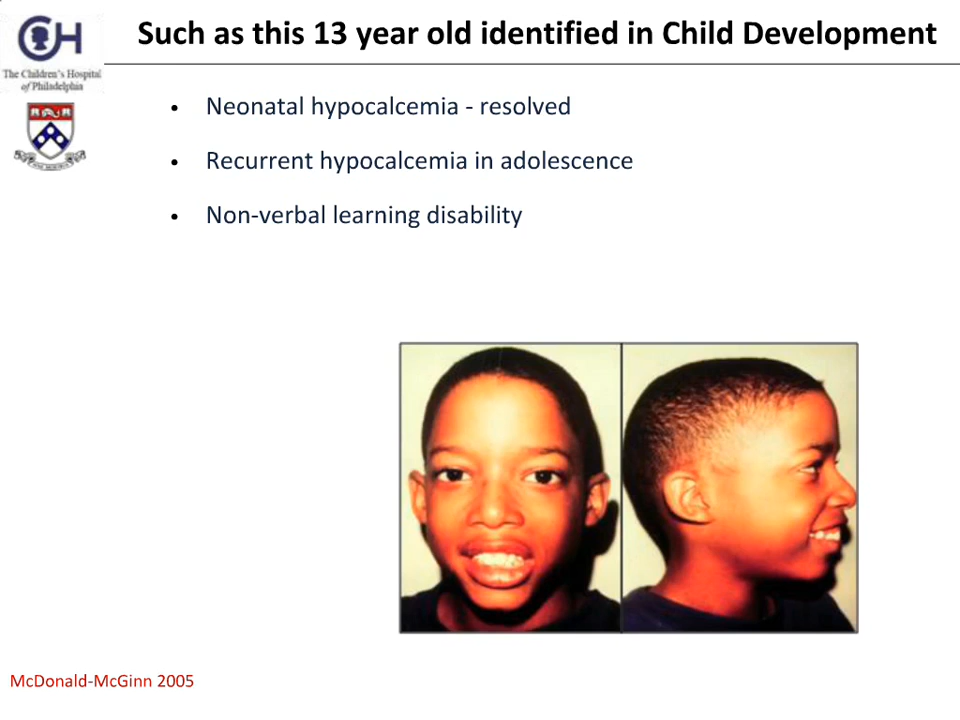 Such as this 13 year old identified in Child Development
CH
The Children's Hospital
of Philadelphia
• Neonatal hypocalcemia - resolved
• Recurrent hypocalcemia in adolescence
• Non-verbal learning disability
McDonald-McGinn 2005